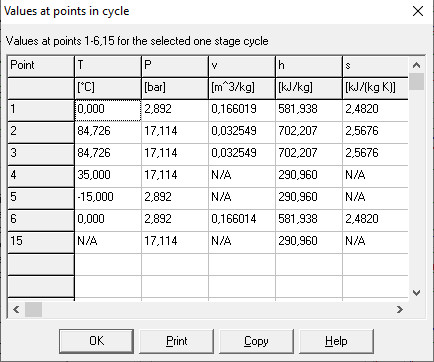 Values at points in cycle
Values at points 1-6,15 for the selected one stage cycle
Point T P v h s
[°C] [bar] [m^3/kg] [kJ/kg] [kJ/(kg K)]
1 0,000 2,892 0,166019 581,938 2,4820
2 84,726 17,114 0,032549 702,207 2,5676
3 84,726 17,114 0,032549 702,207 2,5676
4 35,000 17,114 N/A 290,960 N/A
5 -15,000 2,892 N/A 290,960 N/A
6 0,000 2,892 0,166014 581,938 2,4820
15 N/A 17,114 N/A 290,960 N/A
OK Print Copy Help